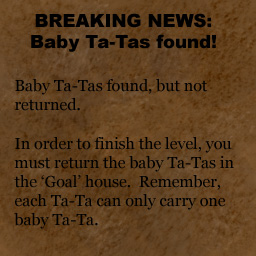 BREAKING NEWS:
Baby Ta-Tas found!
Baby Ta-Tas found, but not
returned.
In order to finish the level, you
must return the baby Ta-Tas in
the ‘Goal’ house.  Remember,
each Ta-Ta can only carry one
baby Ta-Ta.